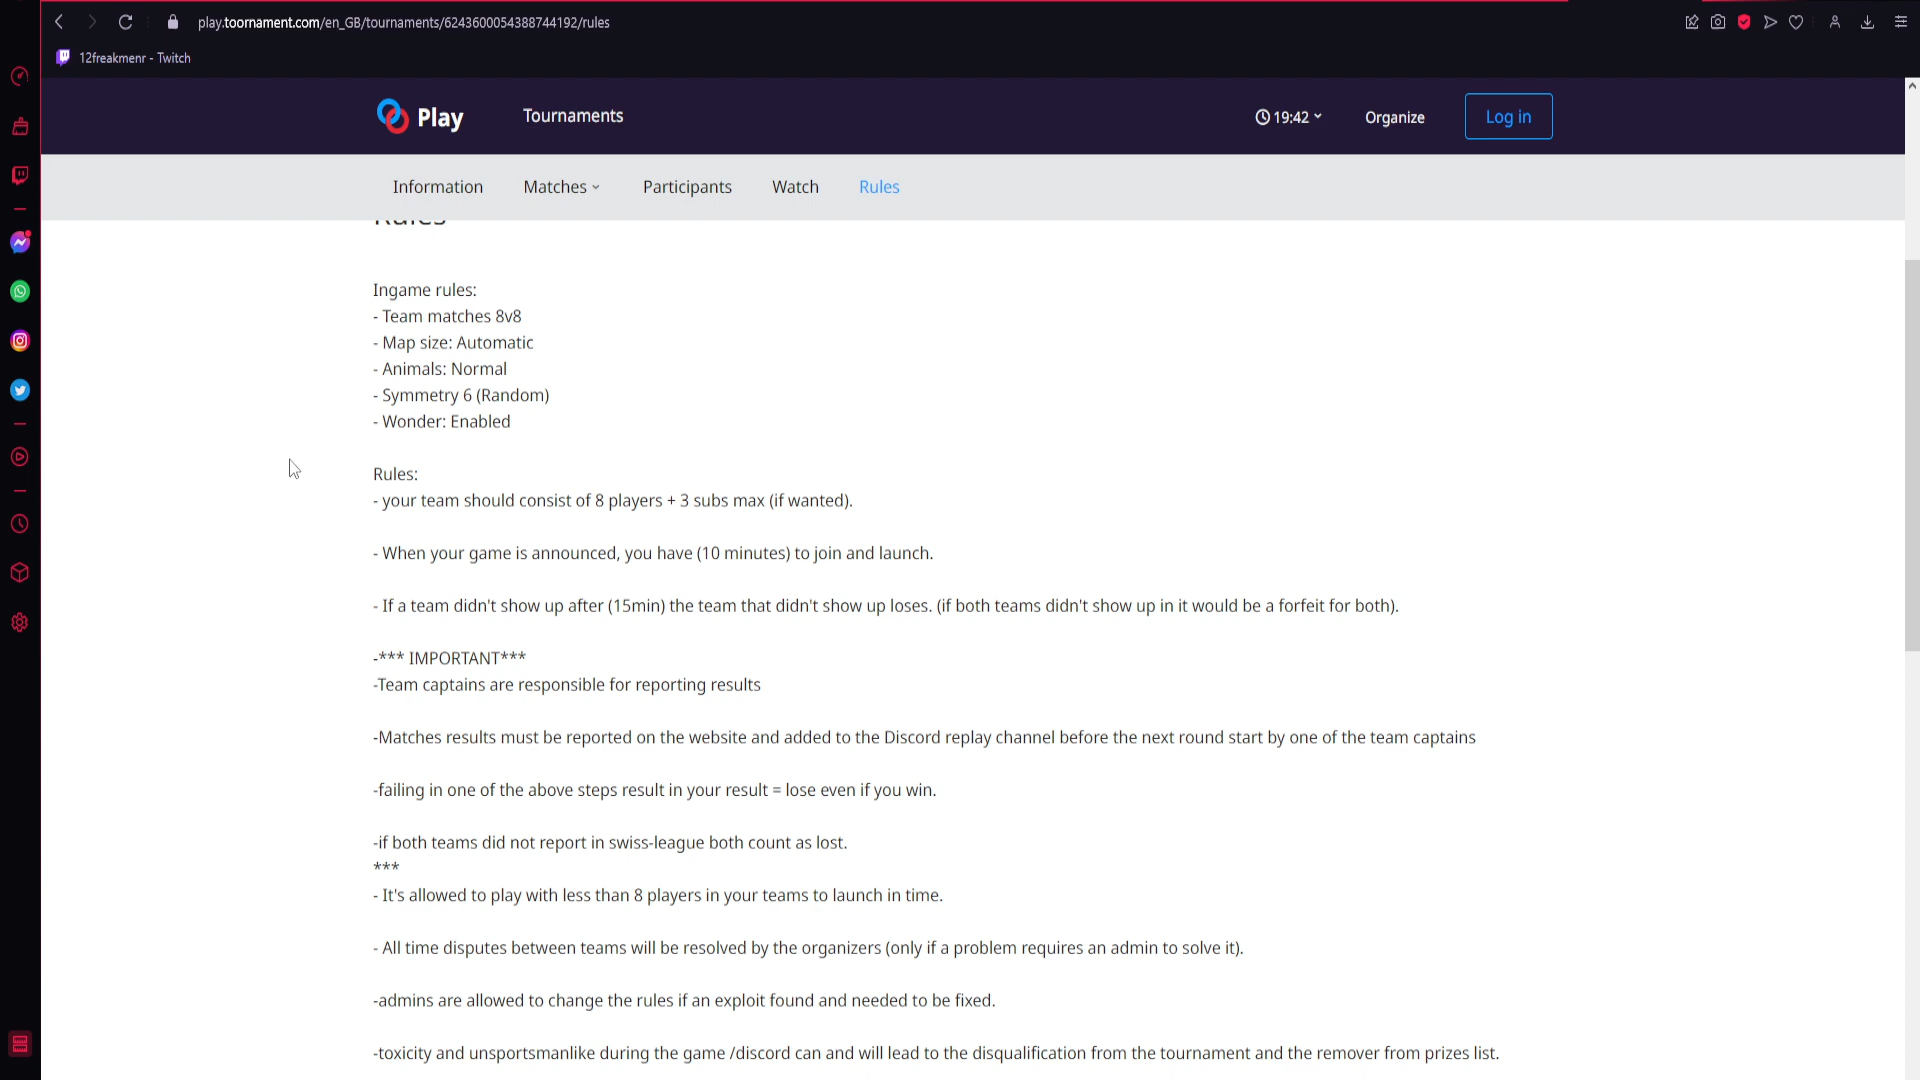 play.toornament.com/en_GB/tournaments/6243600054388744192/rules
12freakmenr - Twitch
Play
Tournaments
19:42
Organize
Log in
Information
Matches
Participants
Watch
Rules
Rules
Ingame rules:
- Team matches 8v8
- Map size: Automatic
- Animals: Normal
- Symmetry 6 (Random)
- Wonder: Enabled
Rules:
- your team should consist of 8 players + 3 subs max (if wanted).
- When your game is announced, you have (10 minutes) to join and launch.
- If a team didn't show up after (15min) the team that didn't show up loses. (if both teams didn't show up in it would be a forfeit for both).
-*** IMPORTANT***
-Team captains are responsible for reporting results
-Matches results must be reported on the website and added to the Discord replay channel before the next round start by one of the team captains
-failing in one of the above steps result in your result = lose even if you win.
-if both teams did not report in swiss-league both count as lost.
***
- It's allowed to play with less than 8 players in your teams to launch in time.
- All time disputes between teams will be resolved by the organizers (only if a problem requires an admin to solve it).
-admins are allowed to change the rules if an exploit found and needed to be fixed.
-toxicity and unsportsmanlike during the game /discord can and will lead to the disqualification from the tournament and the remover from prizes list.